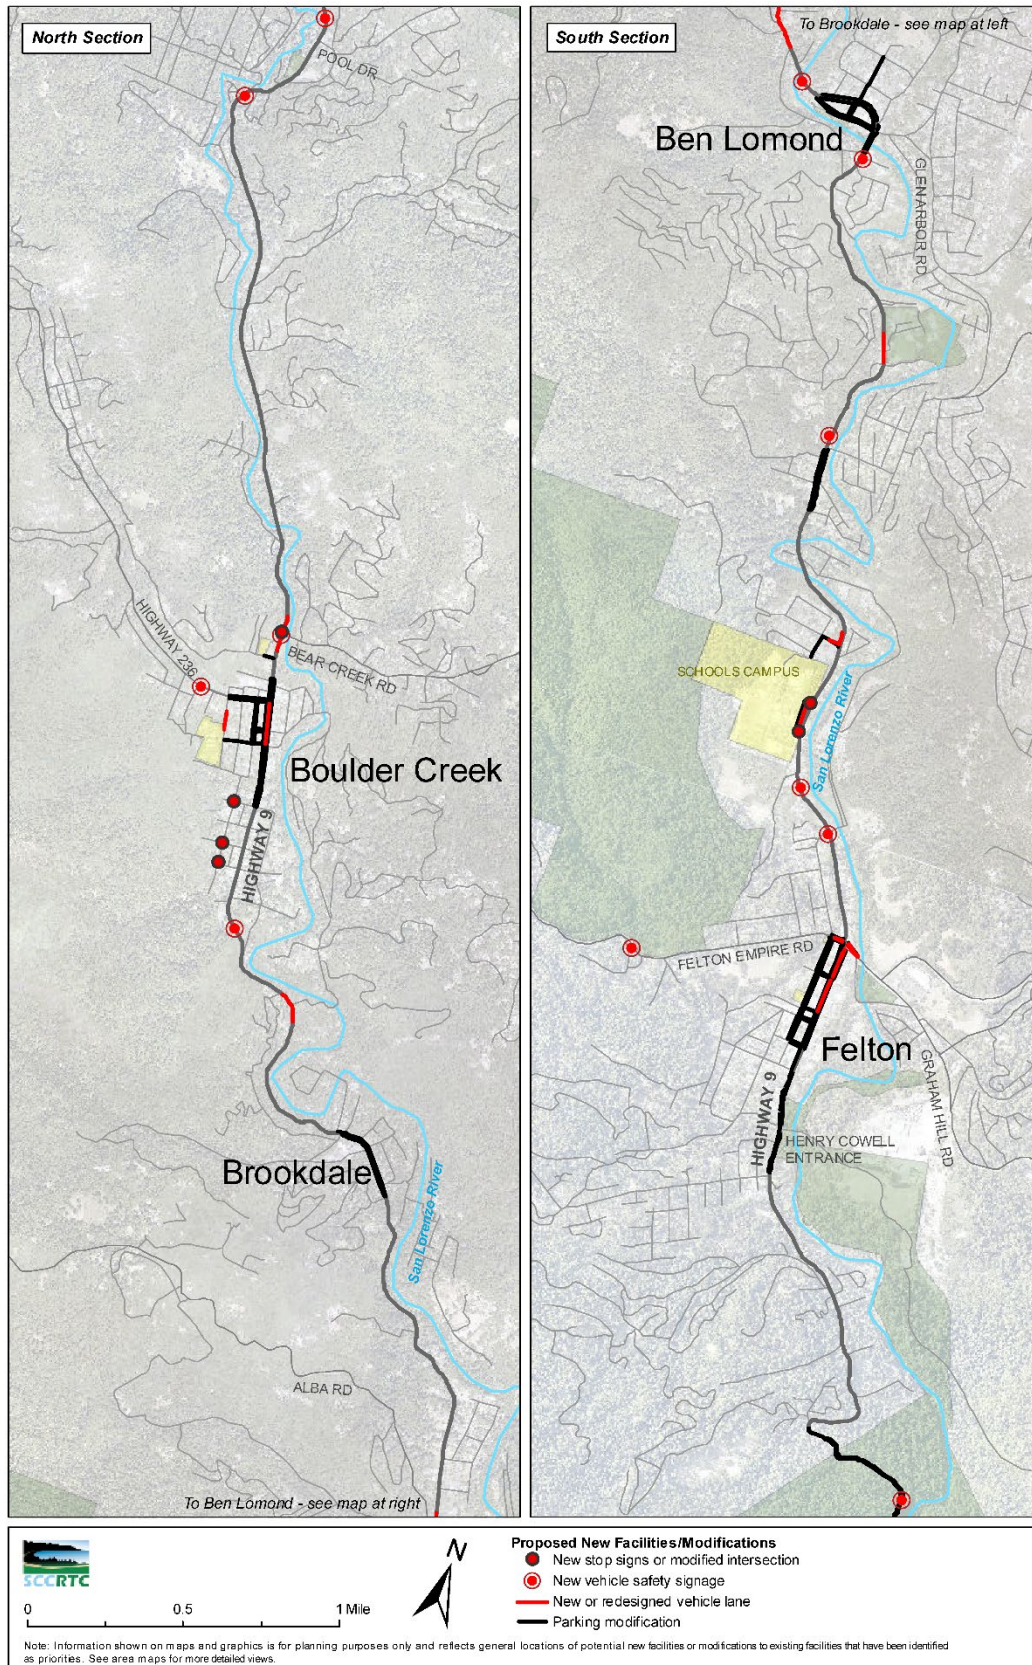 North Section
POOL DR
HIGHWAY 236
BEAR CREEK RD
Boulder Creek
HIGHWAY 9
Brookdale
San Lorenzo River
ALBA RD
To Ben Lomond - see map at right
South Section
To Brookdale - see map at left
Ben Lomond
GLEN ARBOR RD
SCHOOLS CAMPUS
San Lorenzo River
FELTON EMPIRE RD
Felton
HIGHWAY 9
GRAHAM HILL RD
HENRY COWELL
ENTRANCE
SCCRTC
0 0.5 1 Mile
N
Proposed New Facilities/Modifications
New stop signs or modified intersection
New vehicle safety signage
New or redesigned vehicle lane
Parking modification
Note: Information shown on maps and graphics is for planning purposes only and reflects general locations of potential new facilities or modifications to existing facilities that have been identified
as priorities. See area maps for more detailed views.